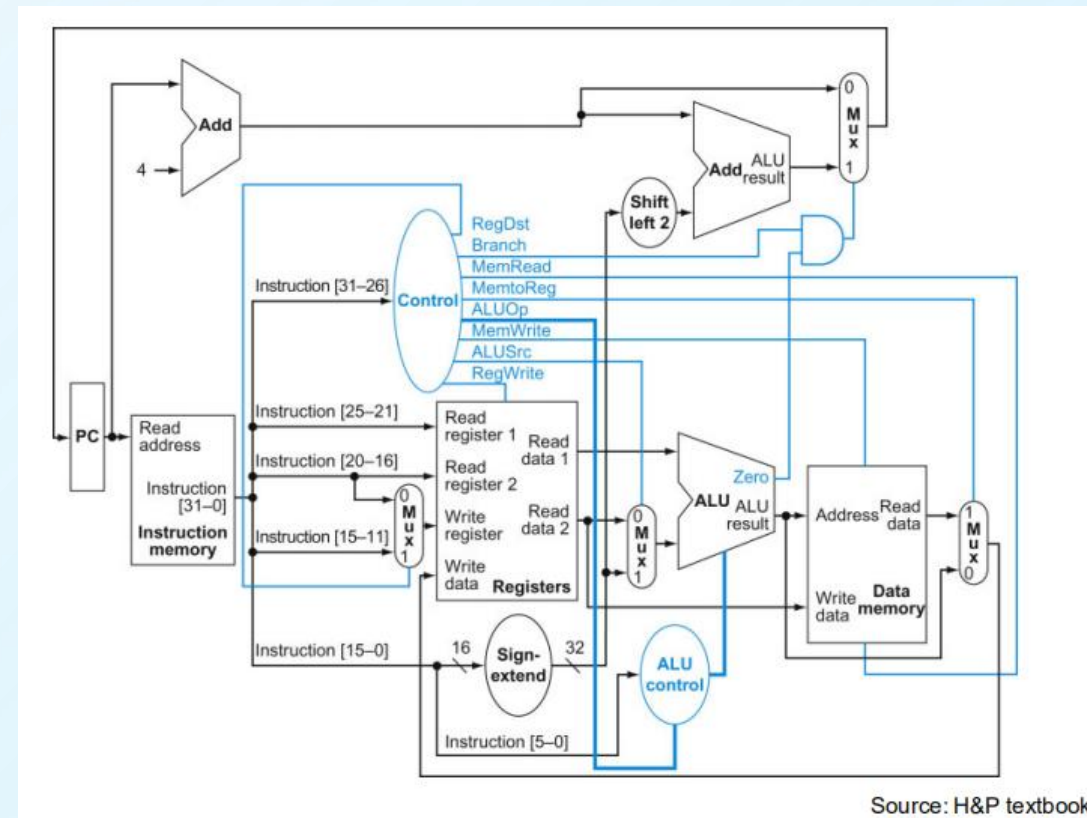 0
M
u
x
1
Add
4
Add ALU
result
Shift
left 2
RegDst
Branch
MemRead
MemtoReg
ALUOp
MemWrite
ALUSrc
RegWrite
Control
Instruction [31–26]
PC
Read
address
Instruction
[31–0]
Instruction
memory
Instruction [25–21]
Instruction [20–16]
Instruction [15–11]
0
M
u
x
1
Read
register 1
Read
register 2
Write
register
Write
data
Read
data 1
Read
data 2
Registers
0
M
u
x
1
Zero
ALU ALU
result
Address
Read
data
Write
data
Data
memory
1
M
u
x
0
Instruction [15–0]
16
Sign-
extend
32
ALU
control
Instruction [5–0]
Source: H&P textbook